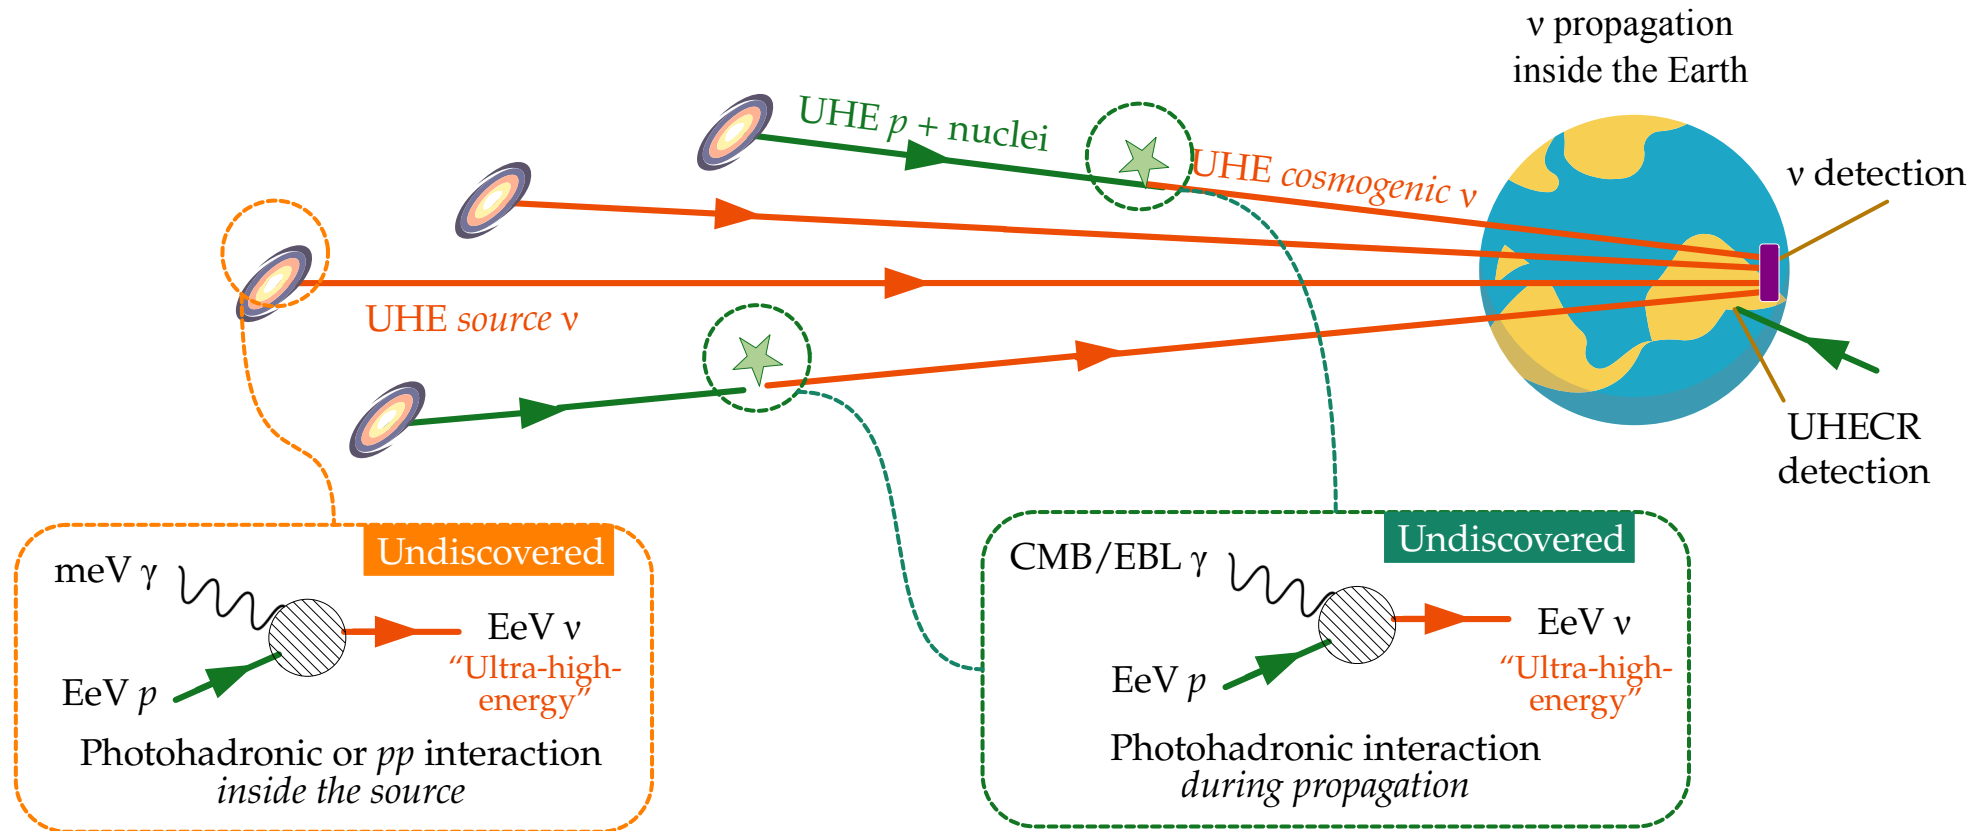 ν propagation
inside the Earth
UHE p + nuclei
UHE cosmogenic ν
ν detection
UHE source ν
UHECR
detection
Undiscovered
meV γ
EeV ν
“Ultra-high-
energy”
EeV p
Photohadronic or pp interaction
inside the source
Undiscovered
CMB/EBL γ
EeV ν
“Ultra-high-
energy”
EeV p
Photohadronic interaction
during propagation